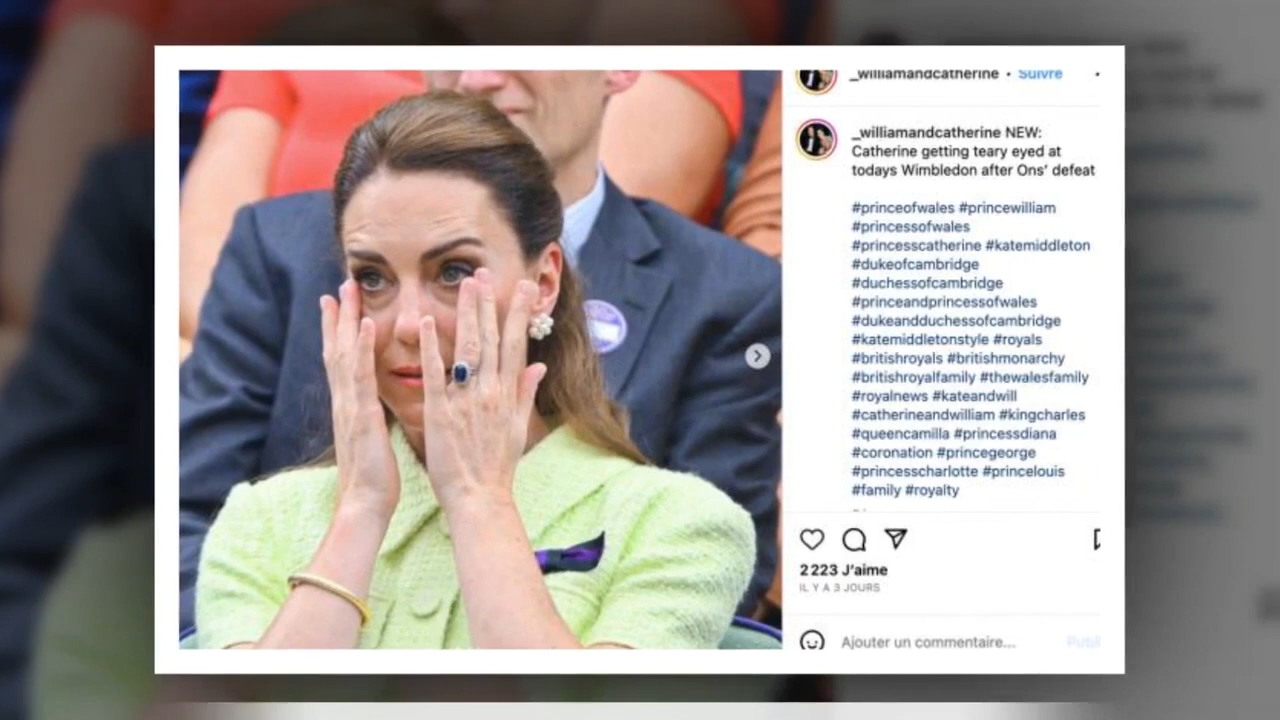 _williamandcatherine • Suivre
_williamandcatherine NEW:
Catherine getting teary eyed at
todays Wimbledon after Ons' defeat
#princeofwales #princewilliam
#princessofwales
#princesscatherine #katemiddleton
#dukeofcambridge
#duchessofcambridge
#princeandprincessofwales
#dukeandduchessofcambridge
#katemiddletonstyle #royals
#britishroyals #britishmonarchy
#britishroyalfamily #thewalesfamily
#royalnews #kateandwill
#catherineandwilliam #kingcharles
#queencamilla #princessdiana
#coronation #princegeorge
#princesscharlotte #princelouis
#family #royalty
2 223 J'aime
IL Y A 3 JOURS
Ajouter un commentaire... Publi